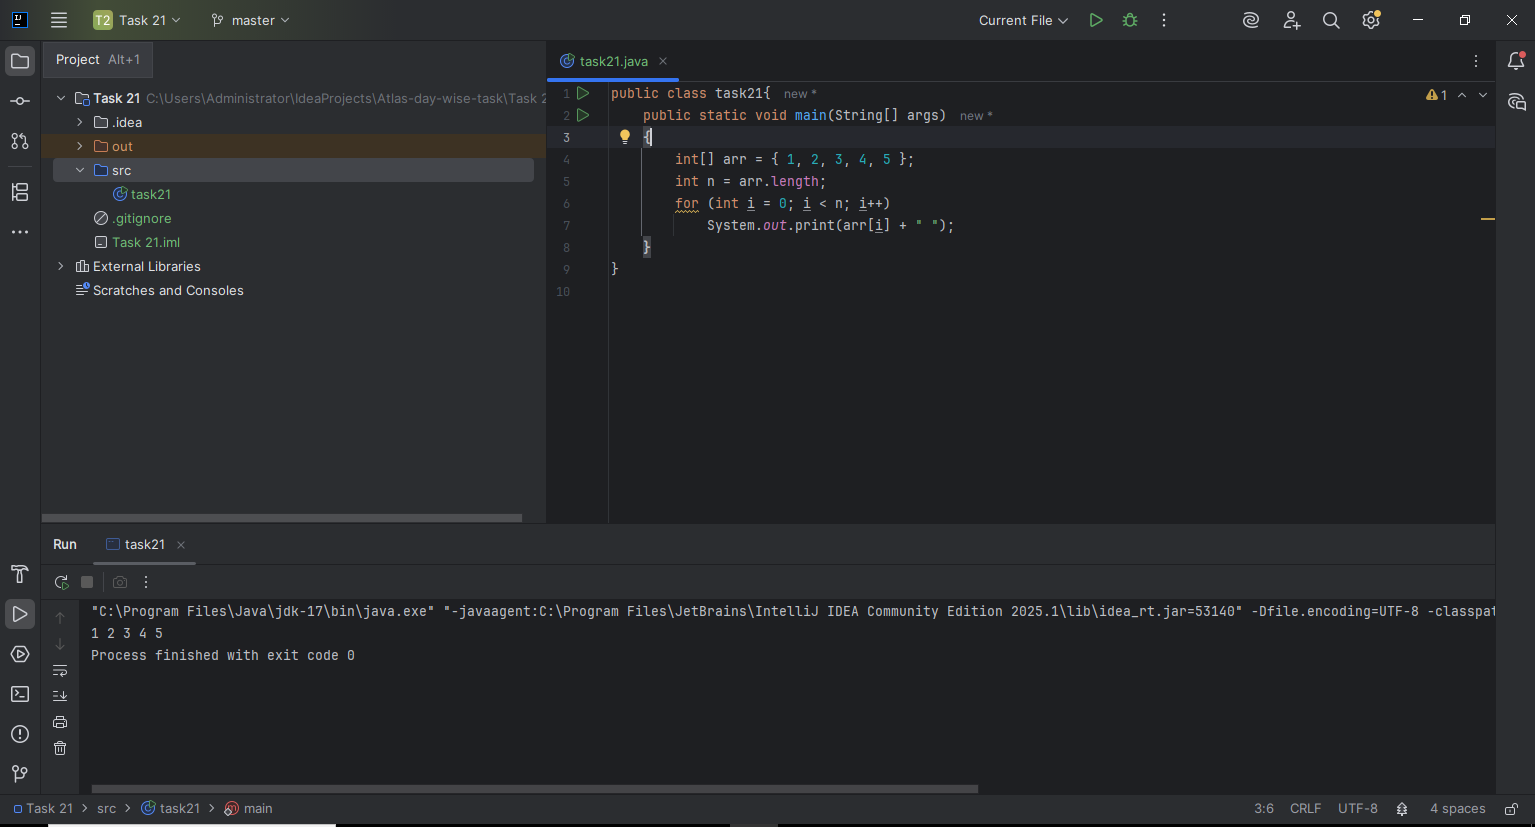 T2 Task 21 master Current File
Project Alt+1
Task 21 C:\Users\Administrator\IdeaProjects\Atlas-day-wise-task\Task 2
.idea
out
src
task21
.gitignore
Task 21.iml
External Libraries
Scratches and Consoles
task21.java
1 public class task21{ new *
2 public static void main(String[] args) new *
3 {
4 int[] arr = { 1, 2, 3, 4, 5 };
5 int n = arr.length;
6 for (int i = 0; i < n; i++)
7 System.out.print(arr[i] + " ");
8 }
9 }
10
1
Run task21
"C:\Program Files\Java\jdk-17\bin\java.exe" "-javaagent:C:\Program Files\JetBrains\IntelliJ IDEA Community Edition 2025.1\lib\idea_rt.jar=53140" -Dfile.encoding=UTF-8 -classpat
1 2 3 4 5
Process finished with exit code 0
Task 21 > src > task21 > main 3:6 CRLF UTF-8 4 spaces